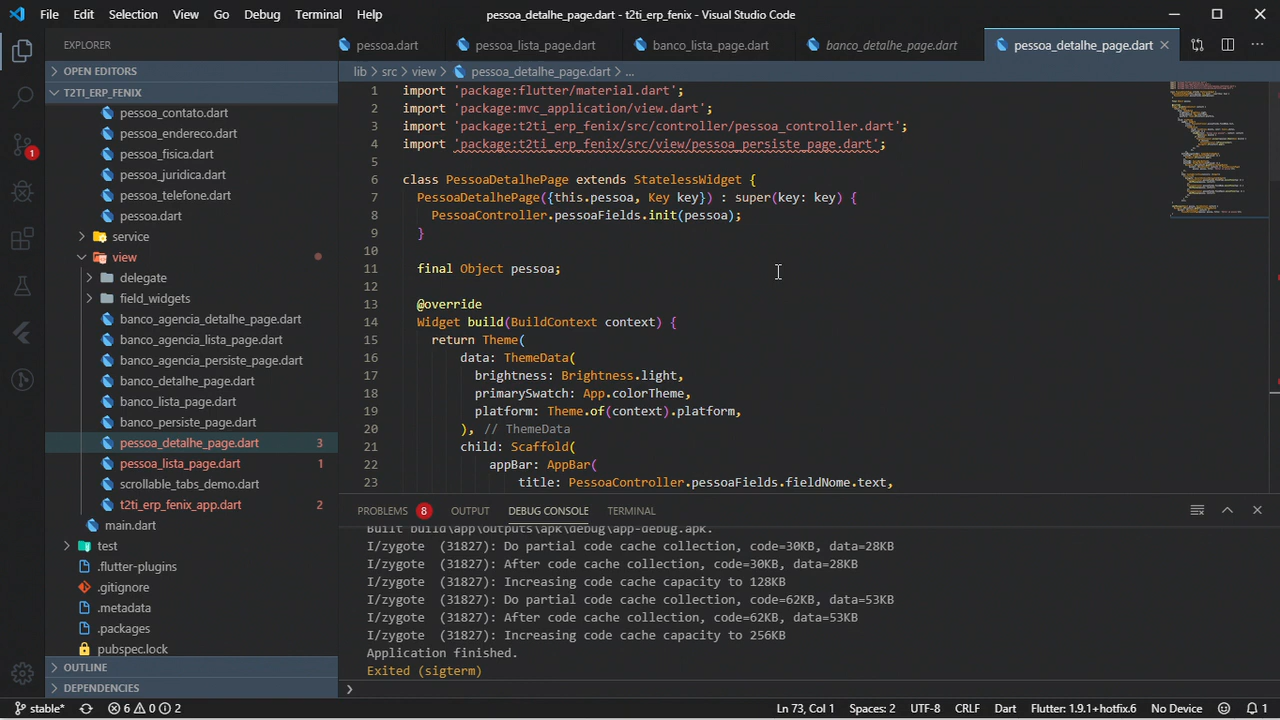 File Edit Selection View Go Debug Terminal Help pessoa_detalhe_page.dart - t2ti_erp_fenix - Visual Studio Code
EXPLORER
pessoa.dart pessoa_lista_page.dart banco_lista_page.dart banco_detalhe_page.dart pessoa_detalhe_page.dart
OPEN EDITORS
T2TI_ERP_FENIX
pessoa_contato.dart
pessoa_endereco.dart
pessoa_fisica.dart
pessoa_juridica.dart
pessoa_telefone.dart
pessoa.dart
service
view
delegate
field_widgets
banco_agencia_detalhe_page.dart
banco_agencia_lista_page.dart
banco_agencia_persiste_page.dart
banco_detalhe_page.dart
banco_lista_page.dart
banco_persiste_page.dart
pessoa_detalhe_page.dart 3
pessoa_lista_page.dart 1
scrollable_tabs_demo.dart
t2ti_erp_fenix_app.dart 2
main.dart
test
.flutter-plugins
.gitignore
.metadata
.packages
pubspec.lock
OUTLINE
DEPENDENCIES
1
lib > src > view > pessoa_detalhe_page.dart > ...
1 import 'package:flutter/material.dart';
2 import 'package:mvc_application/view.dart';
3 import 'package:t2ti_erp_fenix/src/controller/pessoa_controller.dart';
4 import 'package:t2ti_erp_fenix/src/view/pessoa_persiste_page.dart';
5
6 class PessoaDetalhePage extends StatelessWidget {
7 PessoaDetalhePage({this.pessoa, Key key}) : super(key: key) {
8 PessoaController.pessoaFields.init(pessoa);
9 }
10
11 final Object pessoa;
12
13 @override
14 Widget build(BuildContext context) {
15 return Theme(
16 data: ThemeData(
17 brightness: Brightness.light,
18 primarySwatch: App.colorTheme,
19 platform: Theme.of(context).platform,
20 ), // ThemeData
21 child: Scaffold(
22 appBar: AppBar(
23 title: PessoaController.pessoaFields.fieldNome.text,
PROBLEMS 8 OUTPUT DEBUG CONSOLE TERMINAL
Built build\app\outputs\apk\debug\app-debug.apk.
I/zygote (31827): Do partial code cache collection, code=30KB, data=28KB
I/zygote (31827): After code cache collection, code=30KB, data=28KB
I/zygote (31827): Increasing code cache capacity to 128KB
I/zygote (31827): Do partial code cache collection, code=62KB, data=53KB
I/zygote (31827): After code cache collection, code=62KB, data=53KB
I/zygote (31827): Increasing code cache capacity to 256KB
Application finished.
Exited (sigterm)
stable* 6 0 2 Ln 73, Col 1 Spaces: 2 UTF-8 CRLF Dart Flutter: 1.9.1+hotfix.6 No Device 1